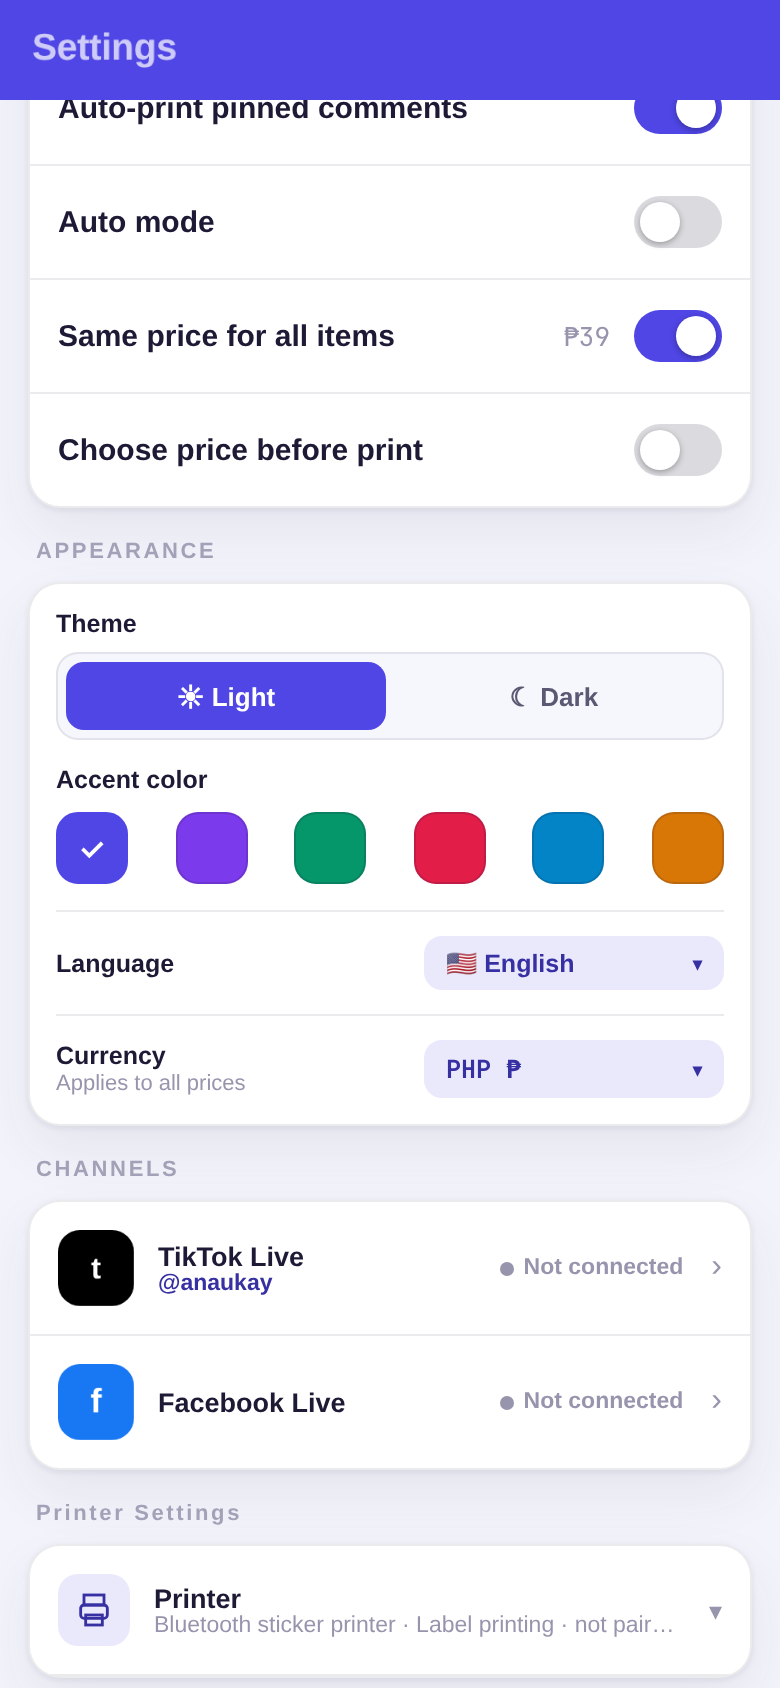 Settings
Auto-print pinned comments
Auto mode
Same price for all items ₱39
Choose price before print
APPEARANCE
Theme
☀ Light ☾ Dark
Accent color
Language 🇺🇸 English ▾
Currency PHP ₱ ▾
Applies to all prices
CHANNELS
t TikTok Live Not connected ›
@anaukay
f Facebook Live Not connected ›
Printer Settings
Printer ▾
Bluetooth sticker printer · Label printing · not pair…